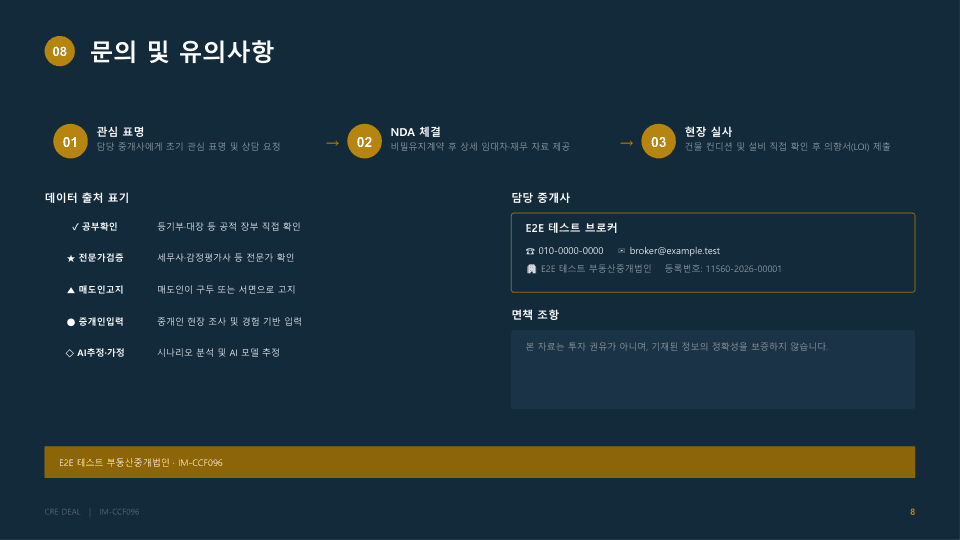 08 문의 및 유의사항
01 관심 표명
담당 중개사에게 초기 관심 표명 및 상담 요청
→
02 NDA 체결
비밀유지계약 후 상세 임대차·재무 자료 제공
→
03 현장 실사
건물 컨디션 및 설비 직접 확인 후 의향서(LOI) 제출
데이터 출처 표기
✓ 공부확인 등기부·대장 등 공적 장부 직접 확인
★ 전문가검증 세무사·감정평가사 등 전문가 확인
▲ 매도인고지 매도인이 구두 또는 서면으로 고지
● 중개인입력 중개인 현장 조사 및 경험 기반 입력
◇ AI추정·가정 시나리오 분석 및 AI 모델 추정
담당 중개사
E2E 테스트 브로커
☎ 010-0000-0000 ✉ broker@example.test
🏢 E2E 테스트 부동산중개법인 등록번호: 11560-2026-00001
면책 조항
본 자료는 투자 권유가 아니며, 기재된 정보의 정확성을 보증하지 않습니다.
E2E 테스트 부동산중개법인 · IM-CCF096
CRE DEAL | IM-CCF096
8